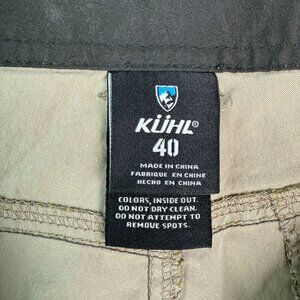 KÜHL®
40
MADE IN CHINA
FABRIQUE EN CHINE
HECHO EN CHINA
COLORS, INSIDE OUT.
DO NOT DRY CLEAN.
DO NOT ATTEMPT TO
REMOVE SPOTS.